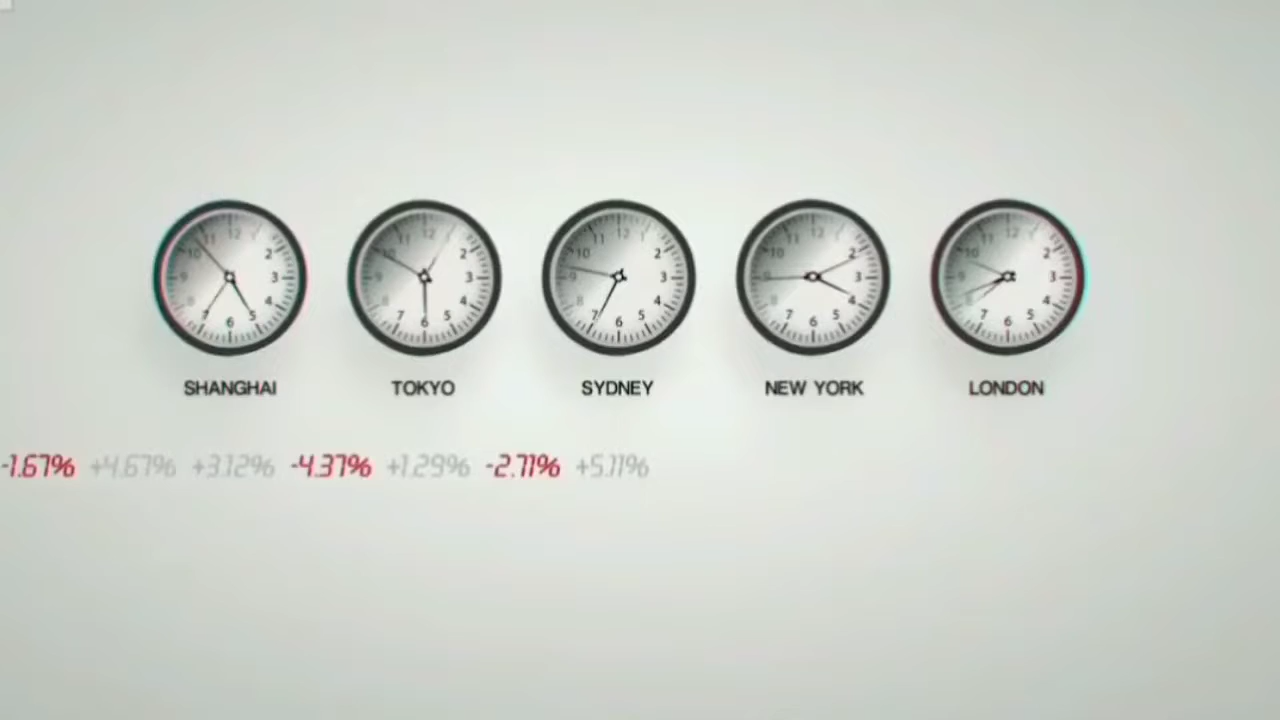 SHANGHAI TOKYO SYDNEY NEW YORK LONDON
-1.67% +4.67% +3.12% -4.37% +1.29% -2.71% +5.11%